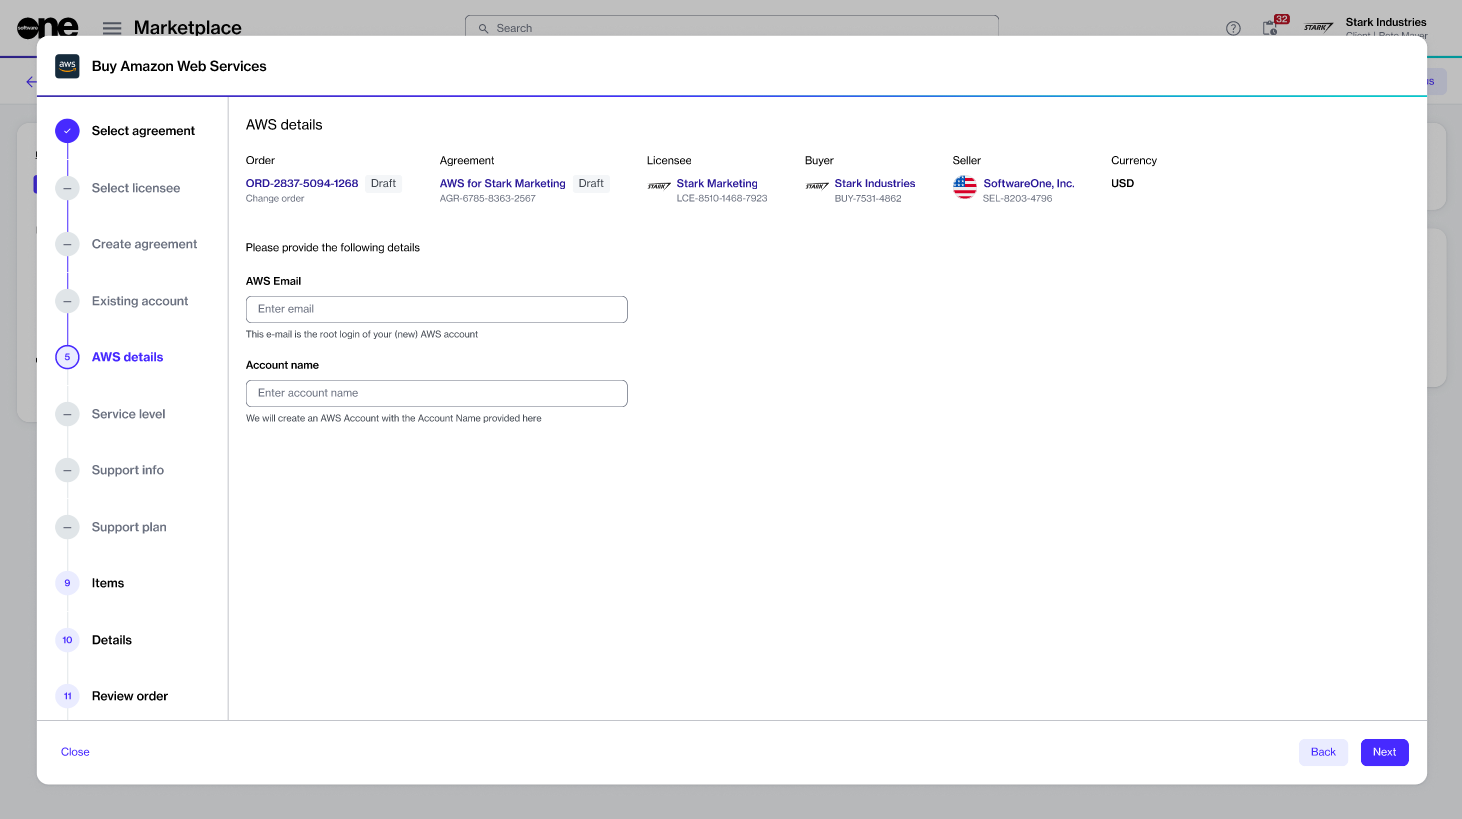 software one
Marketplace
Search
32
STARK
Stark Industries
aws
Buy Amazon Web Services
Select agreement
Select licensee
Create agreement
Existing account
5 AWS details
Service level
Support info
Support plan
9 Items
10 Details
11 Review order
AWS details
Order
ORD-2837-5094-1268 Draft
Change order
Agreement
AWS for Stark Marketing Draft
AGR-6785-8363-2567
Licensee
STARK Stark Marketing
LCE-8510-1468-7923
Buyer
STARK Stark Industries
BUY-7531-4862
Seller
SoftwareOne, Inc.
SEL-8203-4796
Currency
USD
Please provide the following details
AWS Email
Enter email
This e-mail is the root login of your (new) AWS account
Account name
Enter account name
We will create an AWS Account with the Account Name provided here
Close
Back
Next